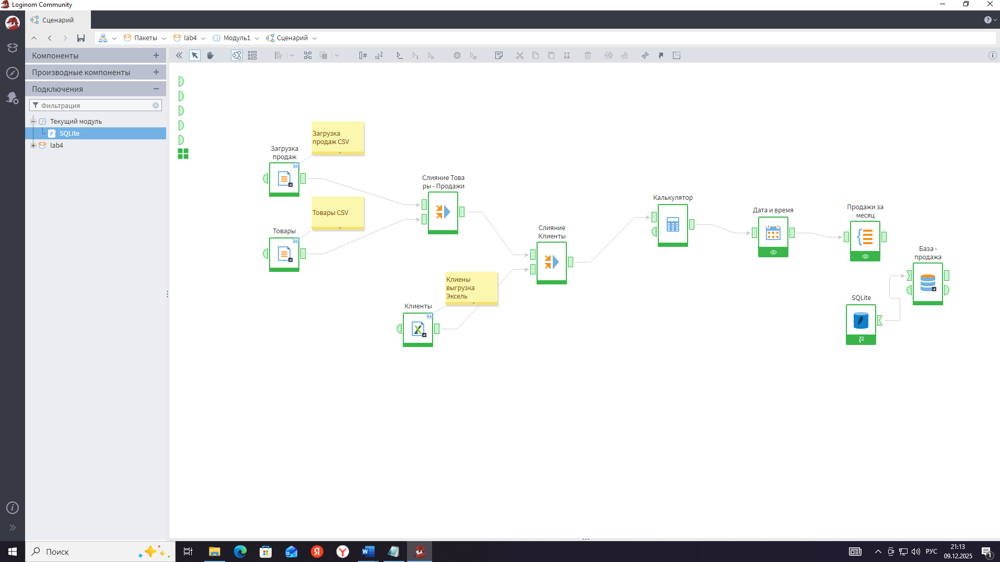 Loginom Community
Сценарий
Пакеты
lab4
Модуль1
Сценарий
Компоненты
Производные компоненты
Подключения
Фильтрация
Текущий модуль
SQLite
lab4
Загрузка
продаж CSV
Загрузка
продаж
Товары CSV
Товары
Слияние Това
ры - Продажи
Слияние
Клиенты
Клиены
выгрузка
Эксель
Клиенты
Калькулятор
Дата и время
Продажи за
месяц
База -
продажа
SQLite
Поиск
РУС
21:13
09.12.2025
1